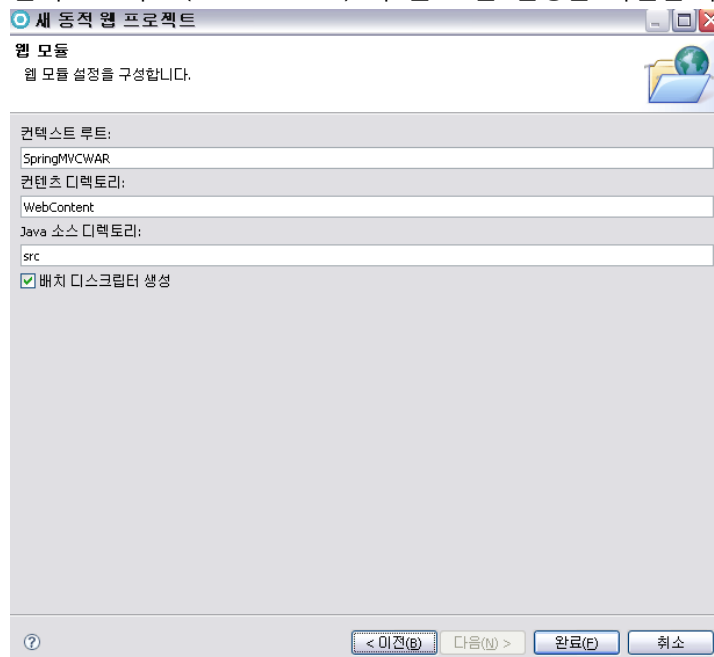 새 동적 웹 프로젝트
웹 모듈
웹 모듈 설정을 구성합니다.
컨텍스트 루트:
SpringMVCWAR
컨텐츠 디렉토리:
WebContent
Java 소스 디렉토리:
src
배치 디스크립터 생성
< 이전(B) 다음(N) > 완료(F) 취소